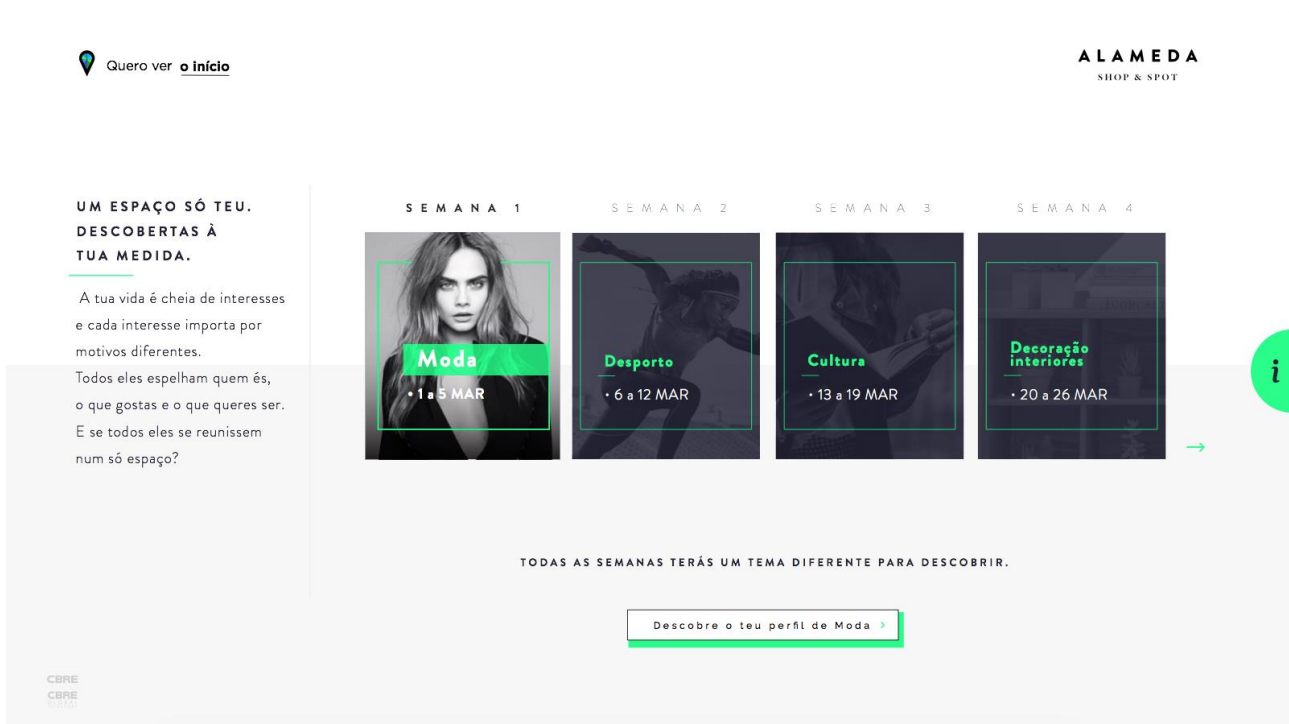 Quero ver o início
ALAMEDA
SHOP & SPOT
UM ESPAÇO SÓ TEU.
DESCOBERTAS À
TUA MEDIDA.
A tua vida é cheia de interesses
e cada interesse importa por
motivos diferentes.
Todos eles espelham quem és,
o que gostas e o que queres ser.
E se todos eles se reunissem
num só espaço?
SEMANA 1
Moda
• 1 a 5 MAR
SEMANA 2
Desporto
• 6 a 12 MAR
SEMANA 3
Cultura
• 13 a 19 MAR
SEMANA 4
Decoração
interiores
• 20 a 26 MAR
i
→
TODAS AS SEMANAS TERÁS UM TEMA DIFERENTE PARA DESCOBRIR.
Descobre o teu perfil de Moda >
CBRE
CBRE